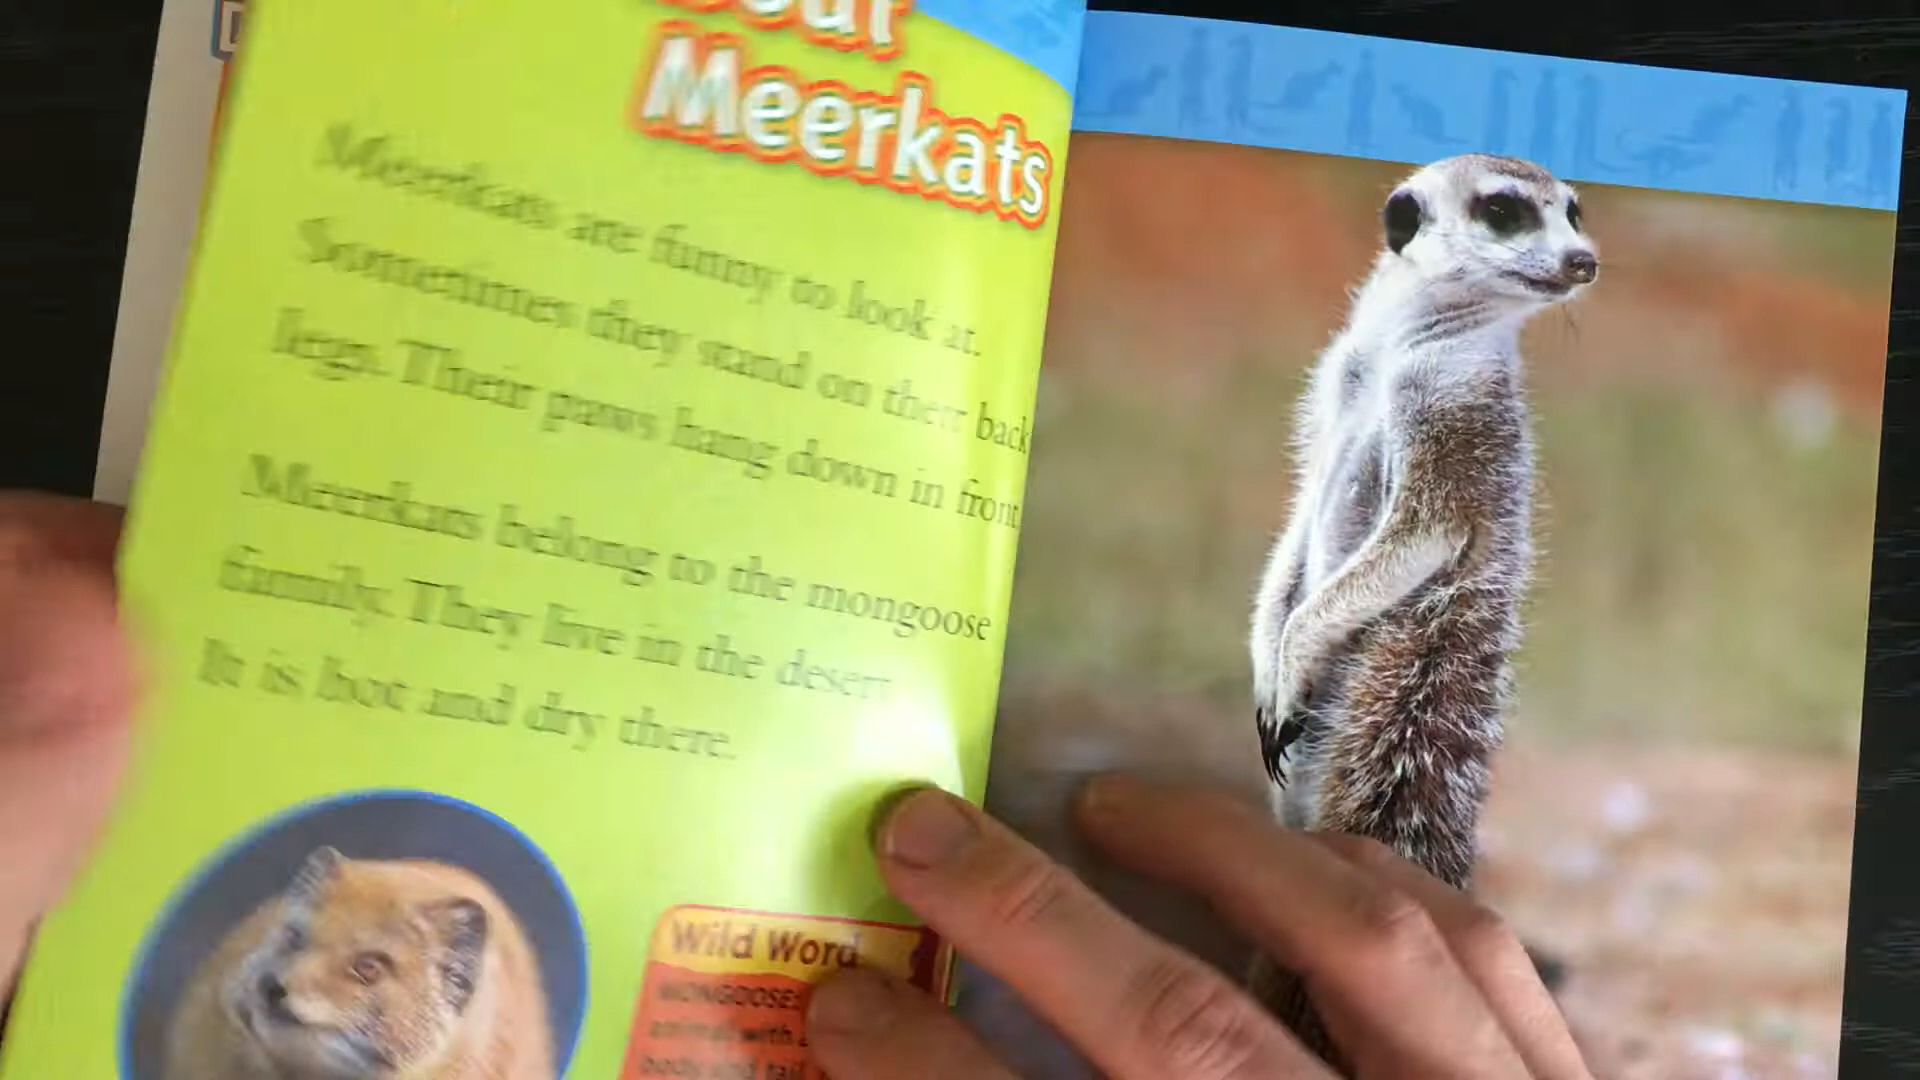 Meerkats
Meerkats are funny to look at.
Sometimes they stand on their back
legs. Their paws hang down in front.
Meerkats belong to the mongoose
family. They live in the desert
It is hot and dry there.
Wild Word
MONGOOSE:
animal with
body and tail